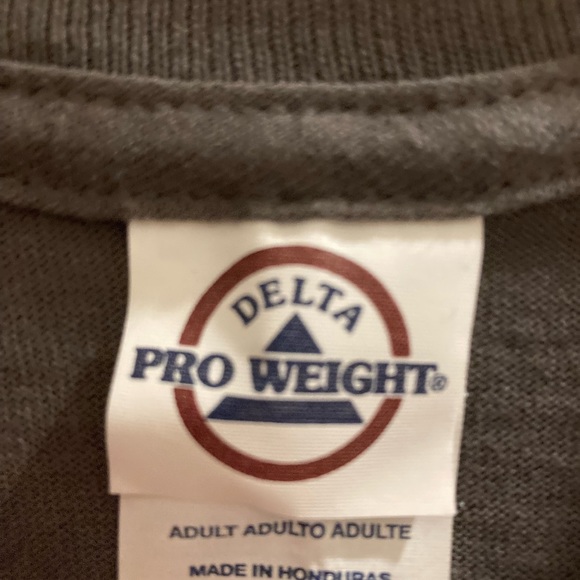 DELTA
PRO WEIGHT®
ADULT ADULTO ADULTE
MADE IN HONDURAS